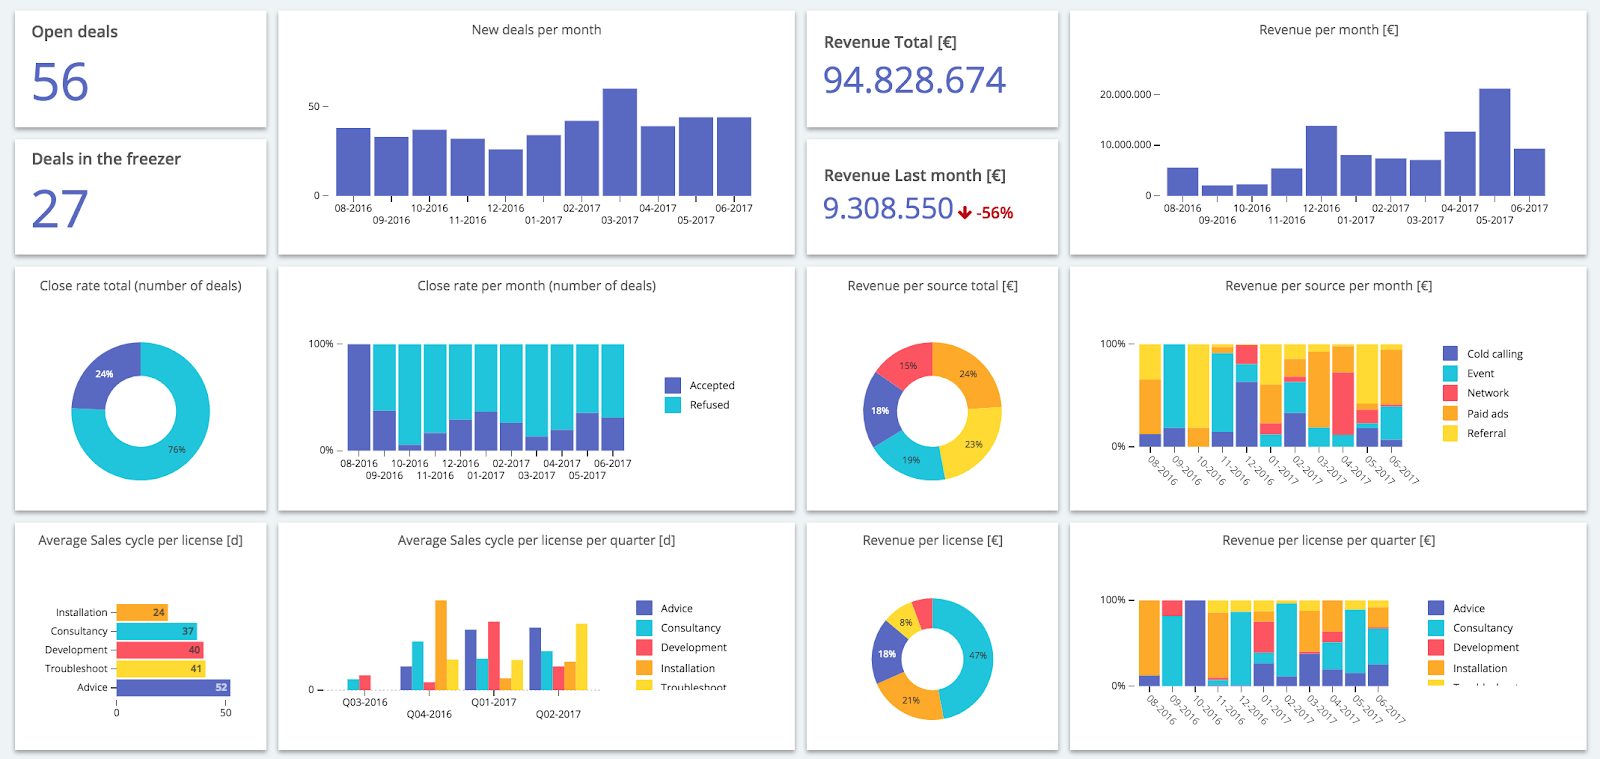 Open deals
56
Deals in the freezer
27
New deals per month
50
0
08-2016
09-2016
10-2016
11-2016
12-2016
01-2017
02-2017
03-2017
04-2017
05-2017
06-2017
Revenue Total [€]
94.828.674
Revenue Last month [€]
9.308.550 -56%
Revenue per month [€]
20.000.000
10.000.000
0
08-2016
09-2016
10-2016
11-2016
12-2016
01-2017
02-2017
03-2017
04-2017
05-2017
06-2017
Close rate total (number of deals)
24%
76%
Close rate per month (number of deals)
100%
0%
08-2016
09-2016
10-2016
11-2016
12-2016
01-2017
02-2017
03-2017
04-2017
05-2017
06-2017
Accepted
Refused
Revenue per source total [€]
15%
24%
18%
23%
19%
Revenue per source per month [€]
100%
0%
08-2016
09-2016
10-2016
11-2016
12-2016
01-2017
02-2017
03-2017
04-2017
05-2017
06-2017
Cold calling
Event
Network
Paid ads
Referral
Average Sales cycle per license [d]
Installation 24
Consultancy 37
Development 40
Troubleshoot 41
Advice 52
0 50
Average Sales cycle per license per quarter [d]
0
Q03-2016
Q04-2016
Q01-2017
Q02-2017
Advice
Consultancy
Development
Installation
Troubleshoot
Revenue per license [€]
8%
18%
47%
21%
Revenue per license per quarter [€]
100%
0%
08-2016
09-2016
10-2016
11-2016
12-2016
01-2017
02-2017
03-2017
04-2017
05-2017
06-2017
Advice
Consultancy
Development
Installation